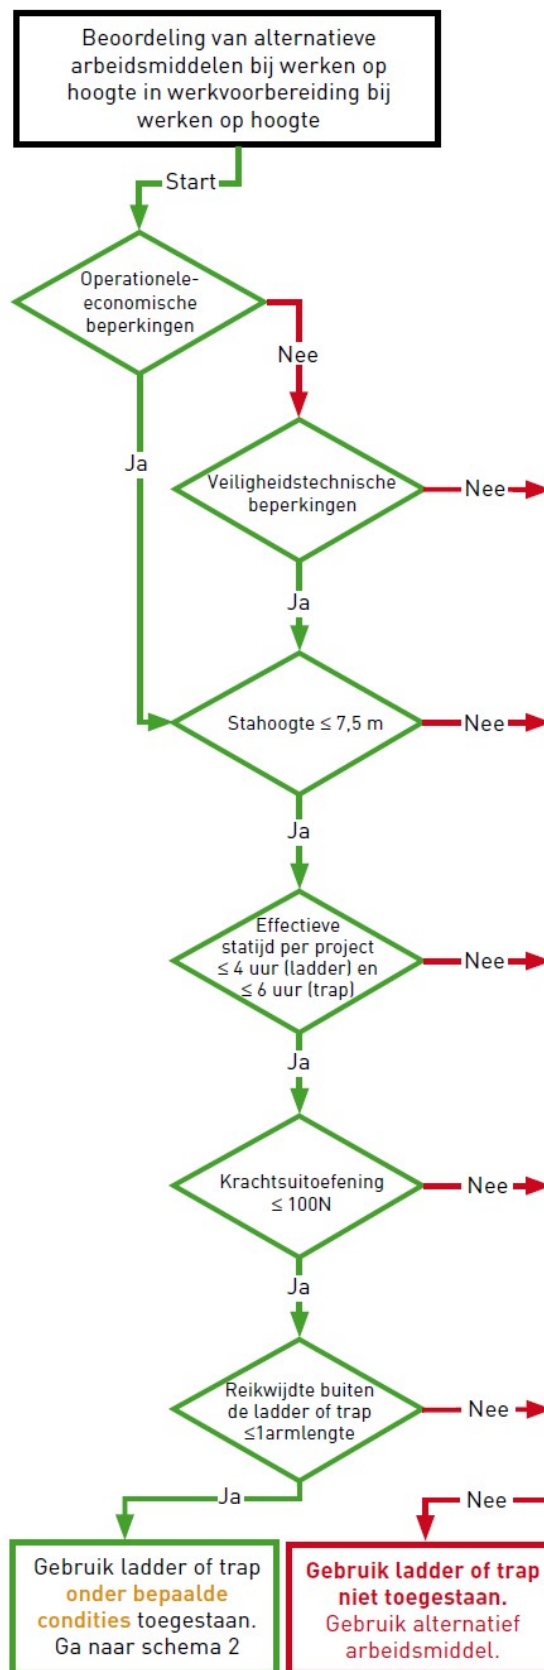 Beoordeling van alternatieve
arbeidsmiddelen bij werken op
hoogte in werkvoorbereiding bij
werken op hoogte
Start
Operationele-
economische
beperkingen
Nee
Ja
Veiligheidstechnische
beperkingen
Nee
Ja
Stahoogte ≤ 7,5 m
Nee
Ja
Effectieve
statijd per project
≤ 4 uur (ladder) en
≤ 6 uur (trap)
Nee
Ja
Krachtsuitoefening
≤ 100N
Nee
Ja
Reikwijdte buiten
de ladder of trap
≤1armlengte
Nee
Ja
Nee
Gebruik ladder of trap
onder bepaalde
condities toegestaan.
Ga naar schema 2
Gebruik ladder of trap
niet toegestaan.
Gebruik alternatief
arbeidsmiddel.